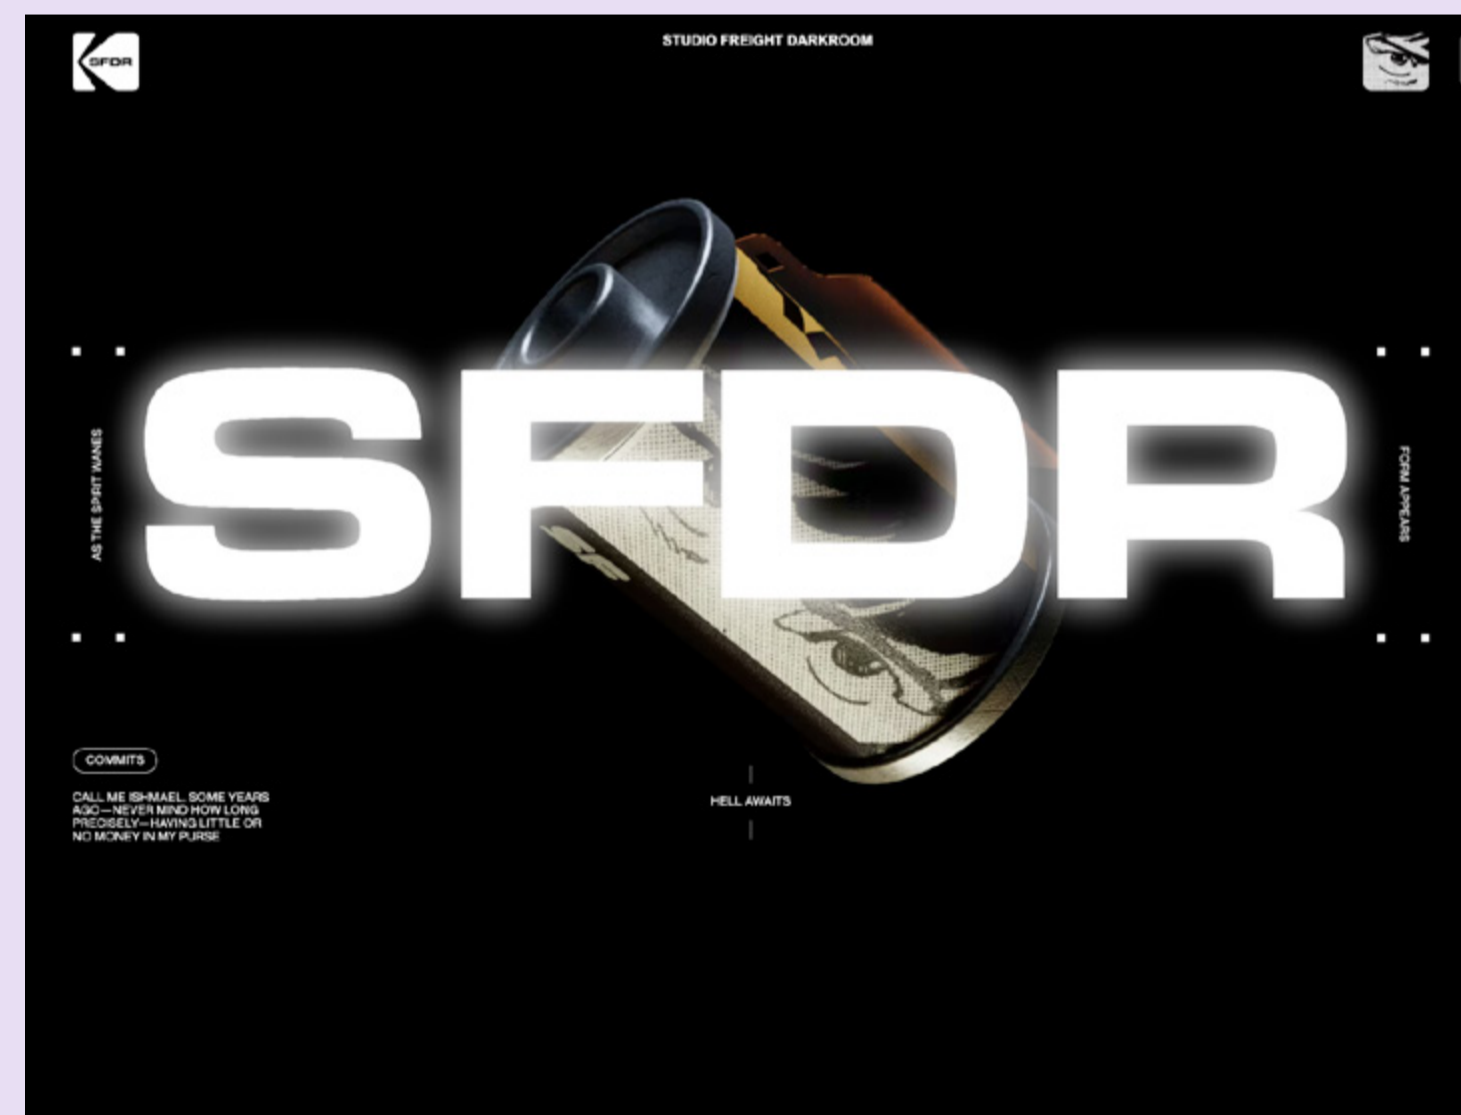 SFDR
STUDIO FREIGHT DARKROOM
SFDR
AS THE SPIRIT WANES
FORM APPEARS
COMMITS
CALL ME ISHMAEL. SOME YEARS
AGO—NEVER MIND HOW LONG
PRECISELY—HAVING LITTLE OR
NO MONEY IN MY PURSE
HELL AWAITS